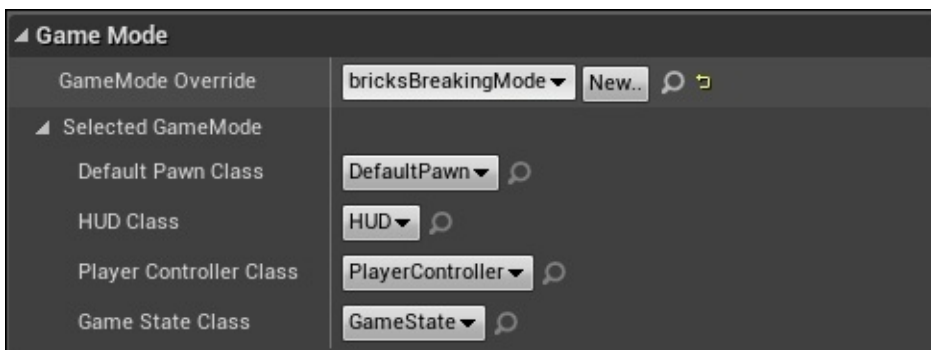 Game Mode
GameMode Override bricksBreakingMode New..
Selected GameMode
Default Pawn Class DefaultPawn
HUD Class HUD
Player Controller Class PlayerController
Game State Class GameState